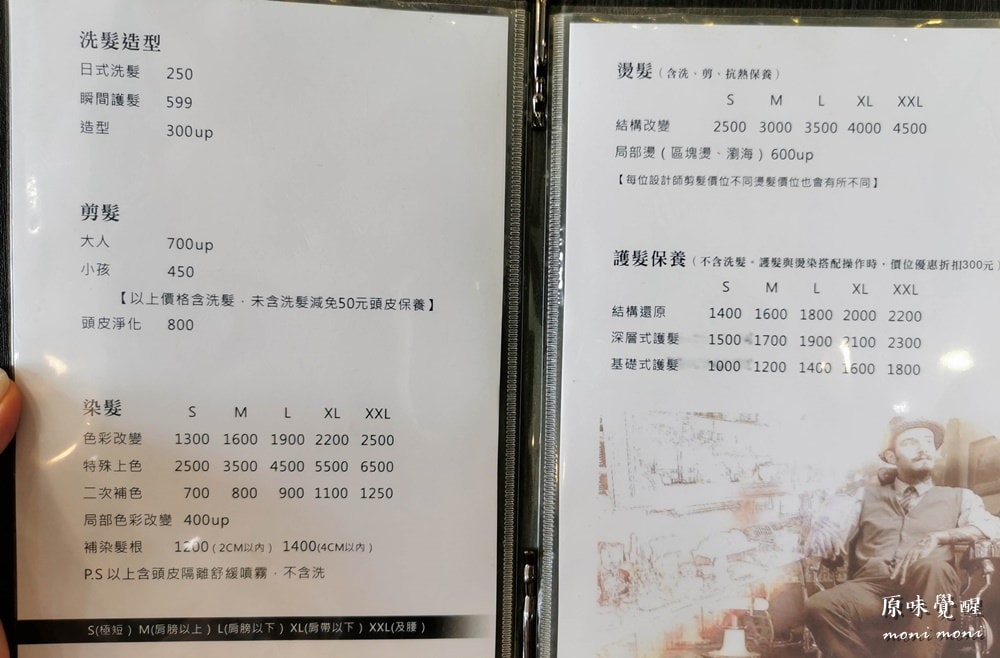 洗髮造型
日式洗髮 250
瞬間護髮 599
造型 300up
剪髮
大人 700up
小孩 450
【以上價格含洗髮．未含洗髮減免50元頭皮保養】
頭皮淨化 800
染髮 S M L XL XXL
色彩改變 1300 1600 1900 2200 2500
特殊上色 2500 3500 4500 5500 6500
二次補色 700 800 900 1100 1250
局部色彩改變 400up
補染髮根 1200（2CM以內） 1400(4CM以內）
P.S 以上含頭皮隔離舒緩噴霧．不含洗
S(極短） M(肩膀以上） L(肩膀以下） XL(肩帶以下） XXL(及腰）
燙髮（含洗、剪、抗熱保養）
S M L XL XXL
結構改變 2500 3000 3500 4000 4500
局部燙（區塊燙、瀏海）600up
【每位設計師剪髮價位不同燙髮價位也會有所不同】
護髮保養（不含洗髮。護髮與燙染搭配操作時，價位優惠折扣300元）
S M L XL XXL
結構還原 1400 1600 1800 2000 2200
深層式護髮 1500 1700 1900 2100 2300
基礎式護髮 1000 1200 1400 1600 1800
原味覺醒
moni moni